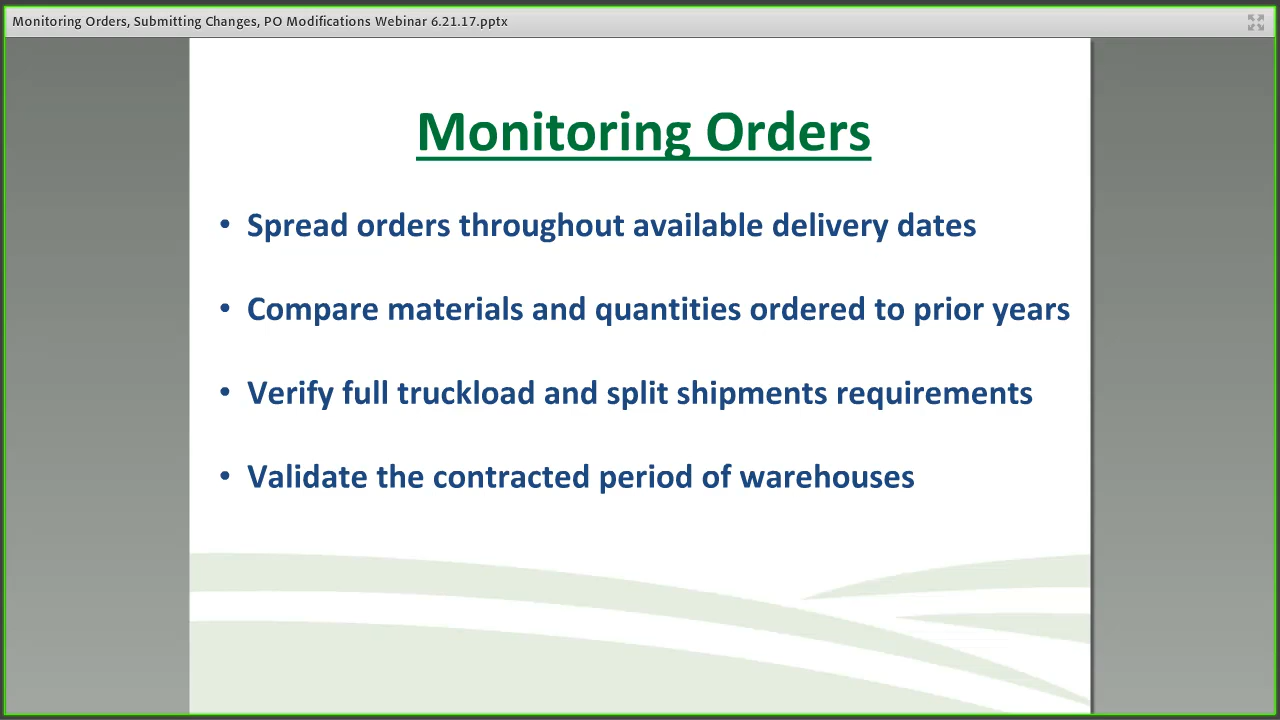 Monitoring Orders, Submitting Changes, PO Modifications Webinar 6.21.17.pptx
Monitoring Orders
• Spread orders throughout available delivery dates
• Compare materials and quantities ordered to prior years
• Verify full truckload and split shipments requirements
• Validate the contracted period of warehouses